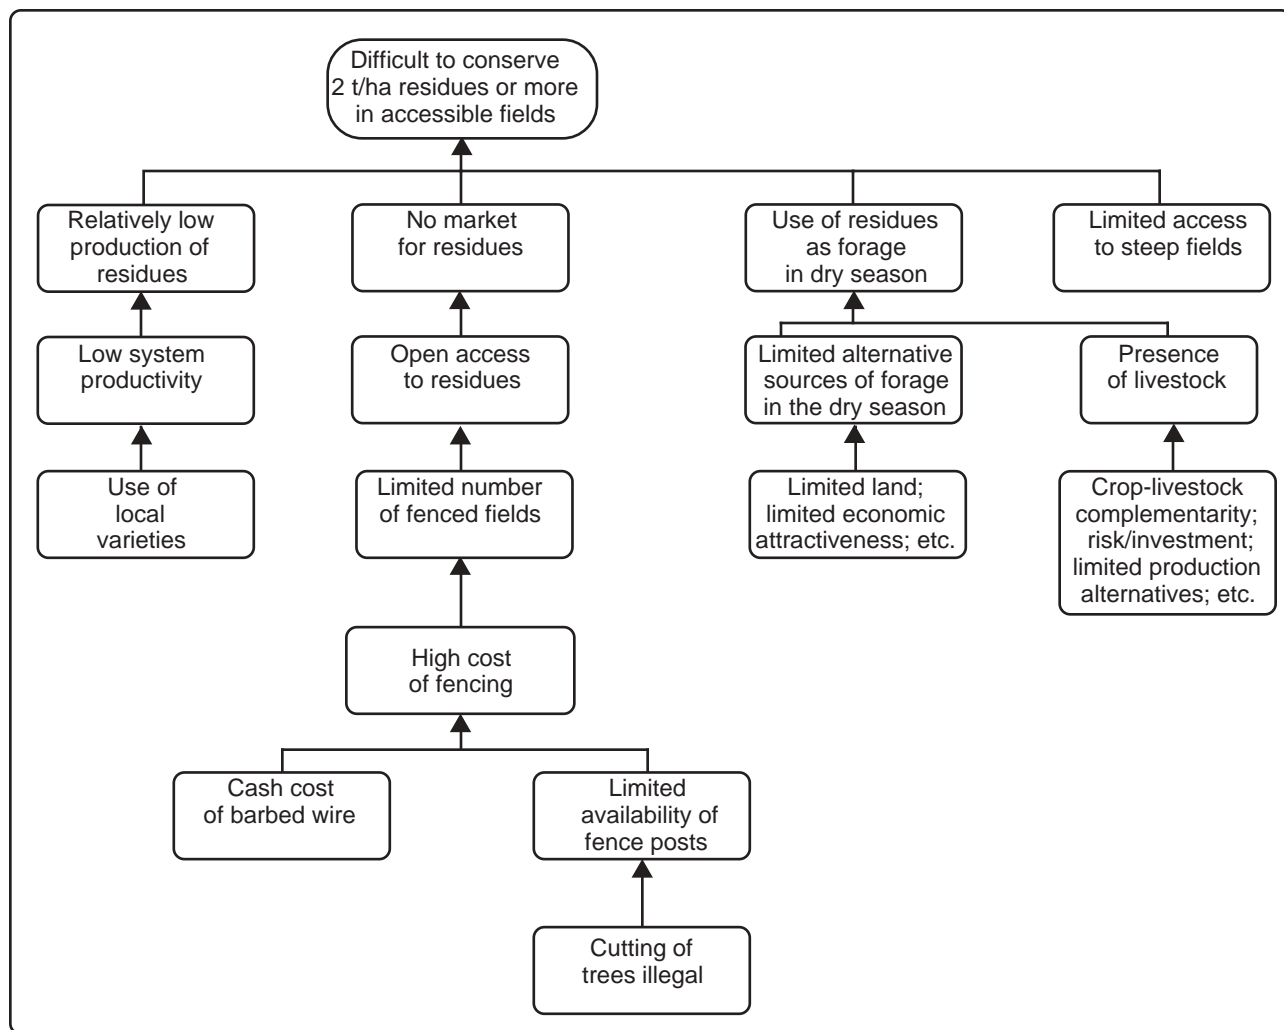 Difficult to conserve
2 t/ha residues or more
in accessible fields
Relatively low
production of
residues
No market
for residues
Use of residues
as forage
in dry season
Limited access
to steep fields
Low system
productivity
Open access
to residues
Limited alternative
sources of forage
in the dry season
Presence
of livestock
Use of
local
varieties
Limited number
of fenced fields
Limited land;
limited economic
attractiveness; etc.
Crop-livestock
complementarity;
risk/investment;
limited production
alternatives; etc.
High cost
of fencing
Cash cost
of barbed wire
Limited
availability of
fence posts
Cutting of
trees illegal